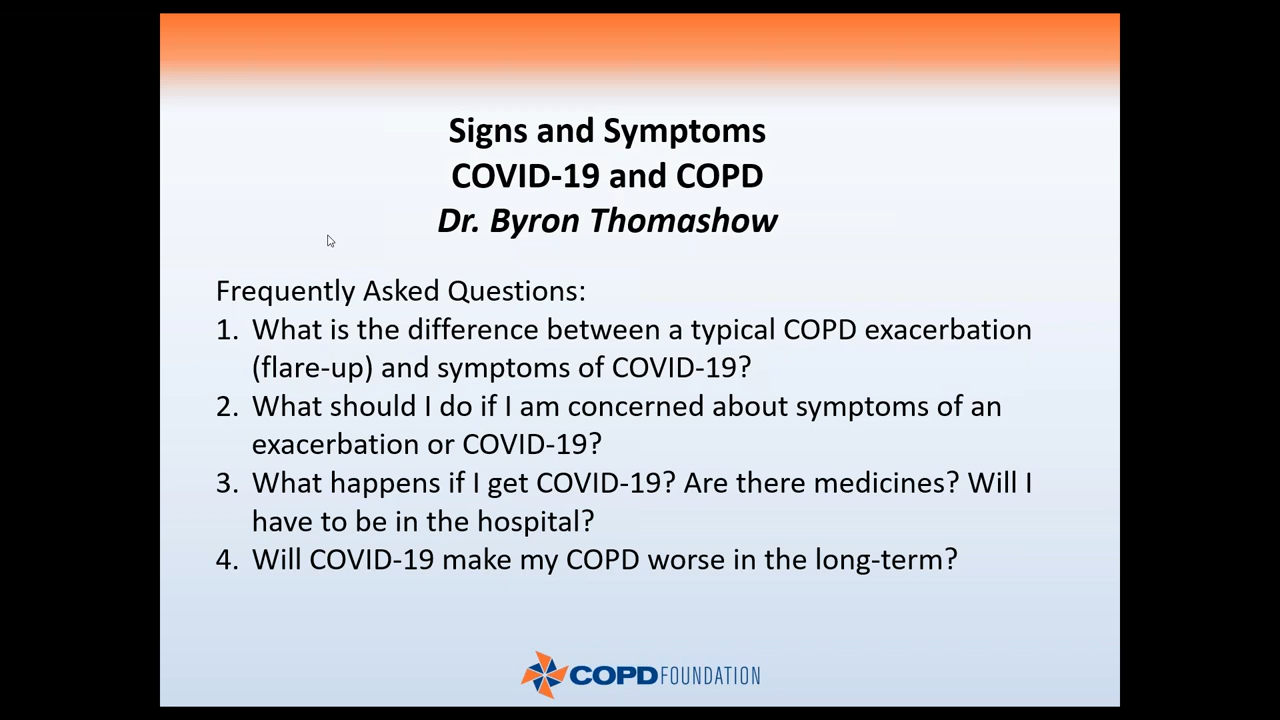 Signs and Symptoms
COVID-19 and COPD
Dr. Byron Thomashow
Frequently Asked Questions:
1. What is the difference between a typical COPD exacerbation
(flare-up) and symptoms of COVID-19?
2. What should I do if I am concerned about symptoms of an
exacerbation or COVID-19?
3. What happens if I get COVID-19? Are there medicines? Will I
have to be in the hospital?
4. Will COVID-19 make my COPD worse in the long-term?
COPD FOUNDATION